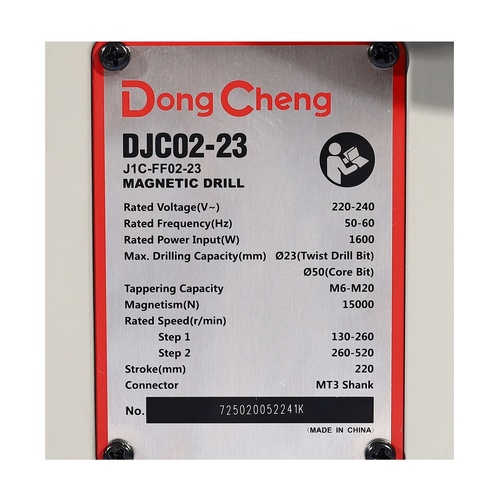 Dong Cheng
DJC02-23
J1C-FF02-23
MAGNETIC DRILL
Rated Voltage(V~) 220-240
Rated Frequency(Hz) 50-60
Rated Power Input(W) 1600
Max. Drilling Capacity(mm) Ø23(Twist Drill Bit)
Ø50(Core Bit)
Tappering Capacity M6-M20
Magnetism(N) 15000
Rated Speed(r/min)
Step 1 130-260
Step 2 260-520
Stroke(mm) 220
Connector MT3 Shank
No. 725020052241K
(MADE IN CHINA)